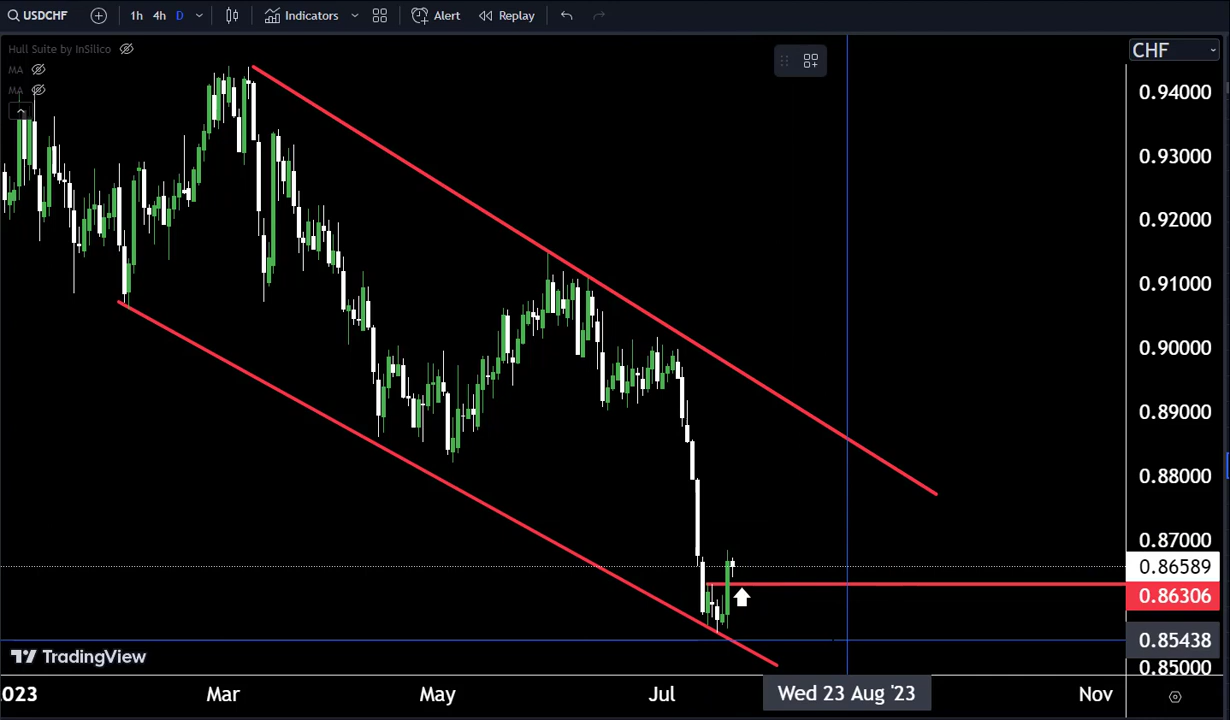 USDCHF 1h 4h D Indicators Alert Replay
Hull Suite by InSilico
MA
MA
CHF
0.94000
0.93000
0.92000
0.91000
0.90000
0.89000
0.88000
0.87000
0.86589
0.86306
0.85438
0.85000
TradingView
2023 Mar May Jul Wed 23 Aug '23 Nov